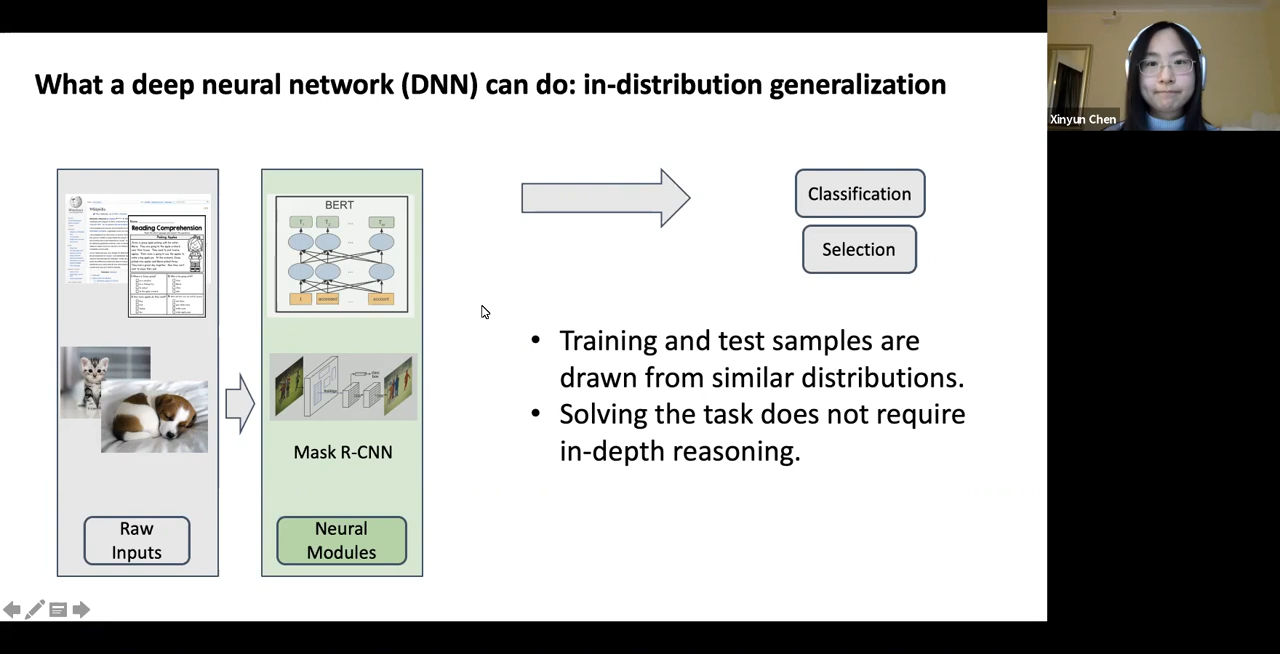 What a deep neural network (DNN) can do: in-distribution generalization
Xinyun Chen
Reading Comprehension
BERT
Mask R-CNN
Raw
Inputs
Neural
Modules
Classification
Selection
• Training and test samples are
drawn from similar distributions.
• Solving the task does not require
in-depth reasoning.